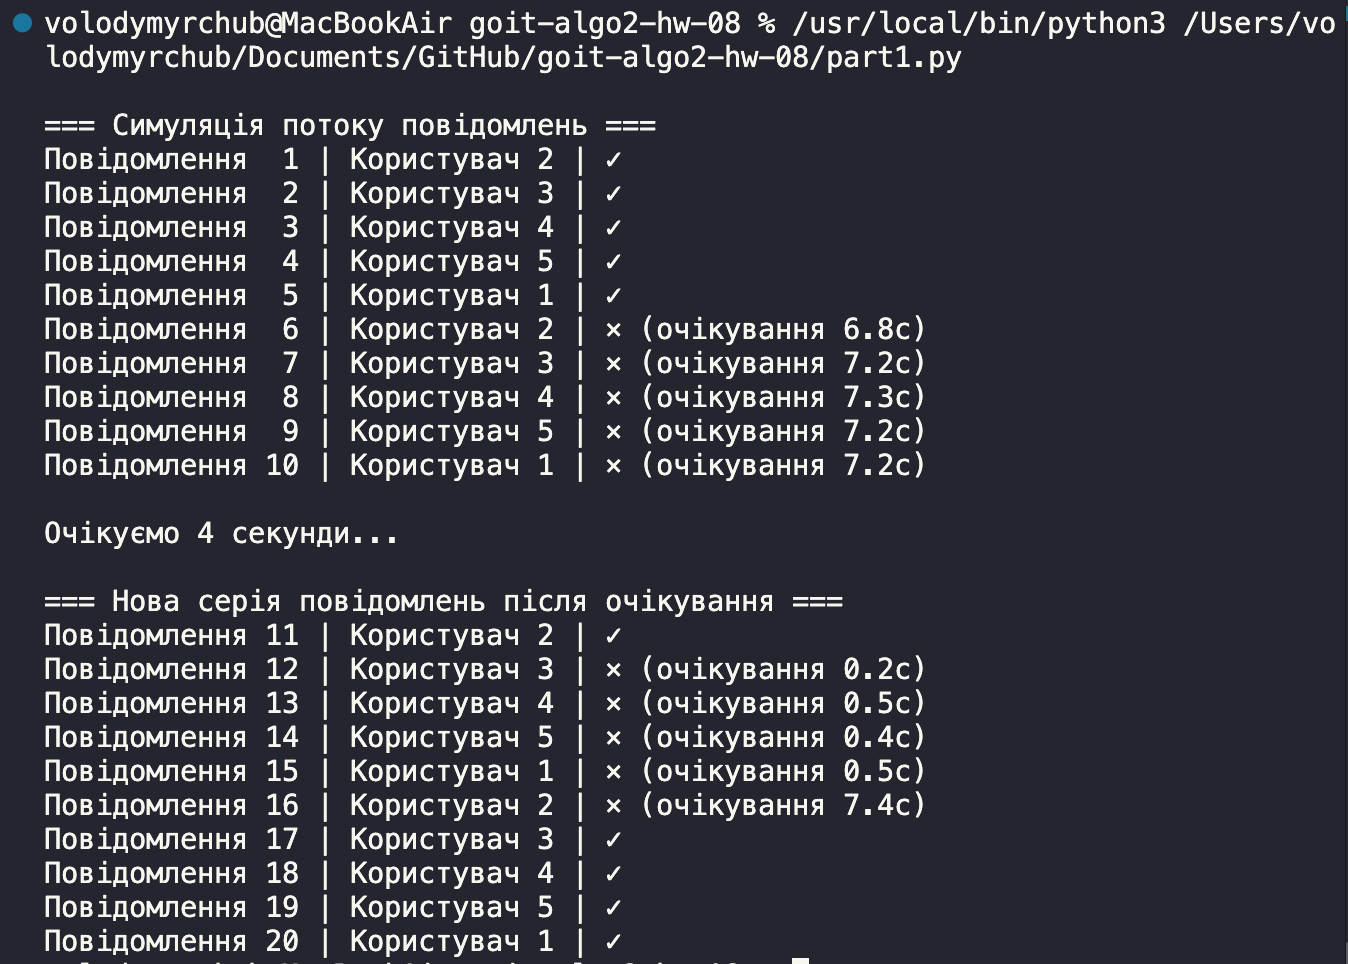 volodymyrchub@MacBookAir goit-algo2-hw-08 % /usr/local/bin/python3 /Users/vo
lodymyrchub/Documents/GitHub/goit-algo2-hw-08/part1.py
=== Симуляція потоку повідомлень ===
Повідомлення  1 | Користувач 2 | ✓
Повідомлення  2 | Користувач 3 | ✓
Повідомлення  3 | Користувач 4 | ✓
Повідомлення  4 | Користувач 5 | ✓
Повідомлення  5 | Користувач 1 | ✓
Повідомлення  6 | Користувач 2 | × (очікування 6.8с)
Повідомлення  7 | Користувач 3 | × (очікування 7.2с)
Повідомлення  8 | Користувач 4 | × (очікування 7.3с)
Повідомлення  9 | Користувач 5 | × (очікування 7.2с)
Повідомлення 10 | Користувач 1 | × (очікування 7.2с)
Очікуємо 4 секунди...
=== Нова серія повідомлень після очікування ===
Повідомлення 11 | Користувач 2 | ✓
Повідомлення 12 | Користувач 3 | × (очікування 0.2с)
Повідомлення 13 | Користувач 4 | × (очікування 0.5с)
Повідомлення 14 | Користувач 5 | × (очікування 0.4с)
Повідомлення 15 | Користувач 1 | × (очікування 0.5с)
Повідомлення 16 | Користувач 2 | × (очікування 7.4с)
Повідомлення 17 | Користувач 3 | ✓
Повідомлення 18 | Користувач 4 | ✓
Повідомлення 19 | Користувач 5 | ✓
Повідомлення 20 | Користувач 1 | ✓